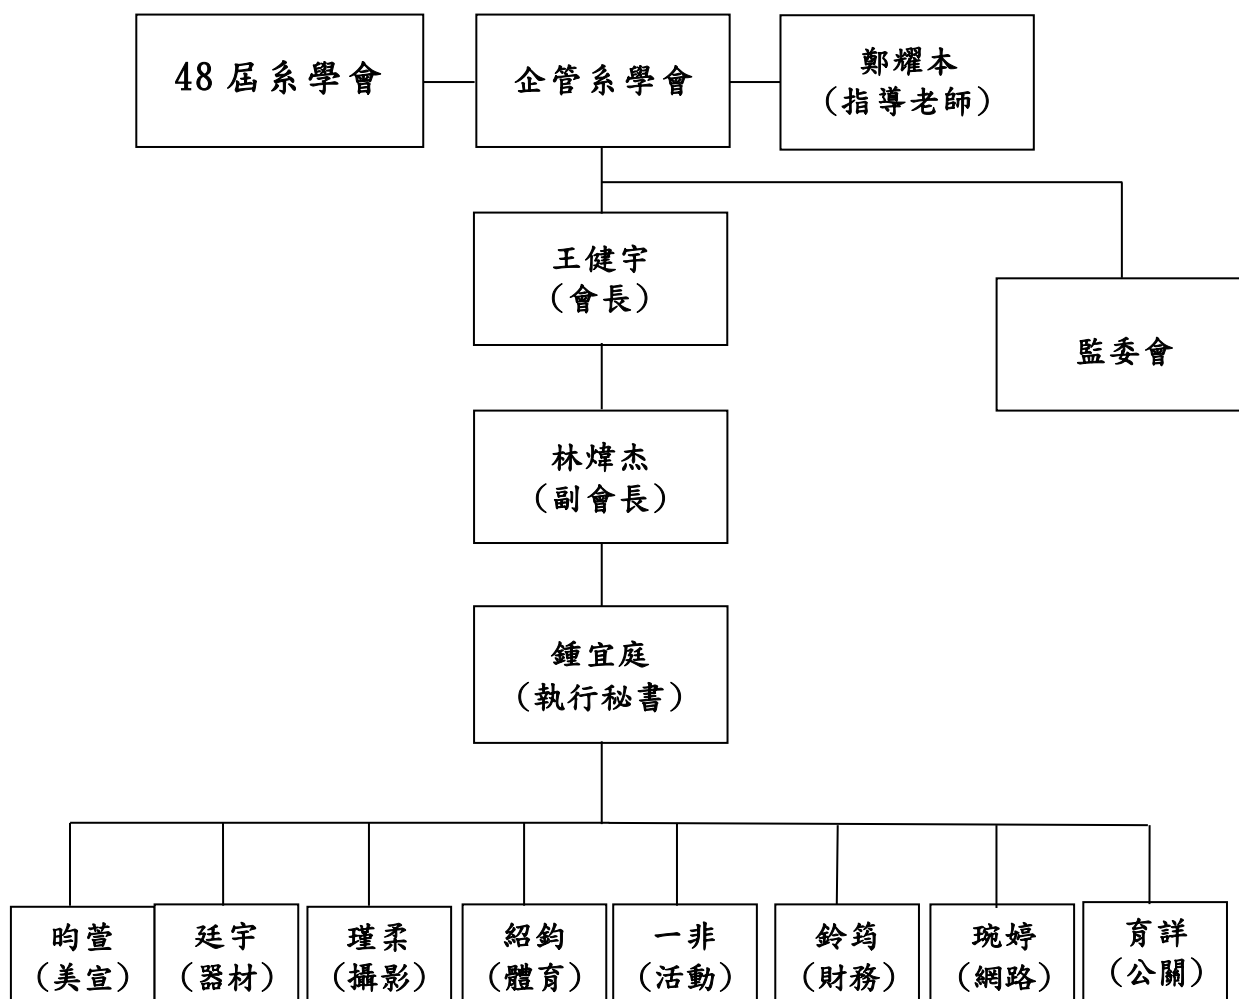 48 屆系學會
企管系學會
鄭耀本
(指導老師)
王健宇
(會長)
監委會
林煒杰
(副會長)
鍾宜庭
(執行秘書)
昀萱
(美宣)
廷宇
(器材)
瑾柔
(攝影)
紹鈞
(體育)
一非
(活動)
鈴筠
(財務)
琬婷
(網路)
育詳
(公關)